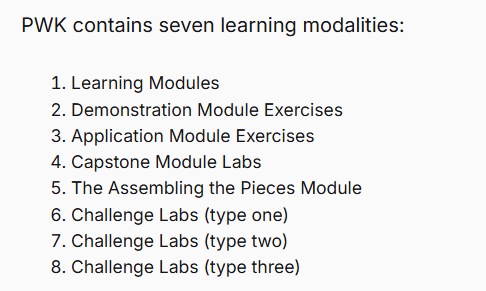 PWK contains seven learning modalities:
1. Learning Modules
2. Demonstration Module Exercises
3. Application Module Exercises
4. Capstone Module Labs
5. The Assembling the Pieces Module
6. Challenge Labs (type one)
7. Challenge Labs (type two)
8. Challenge Labs (type three)